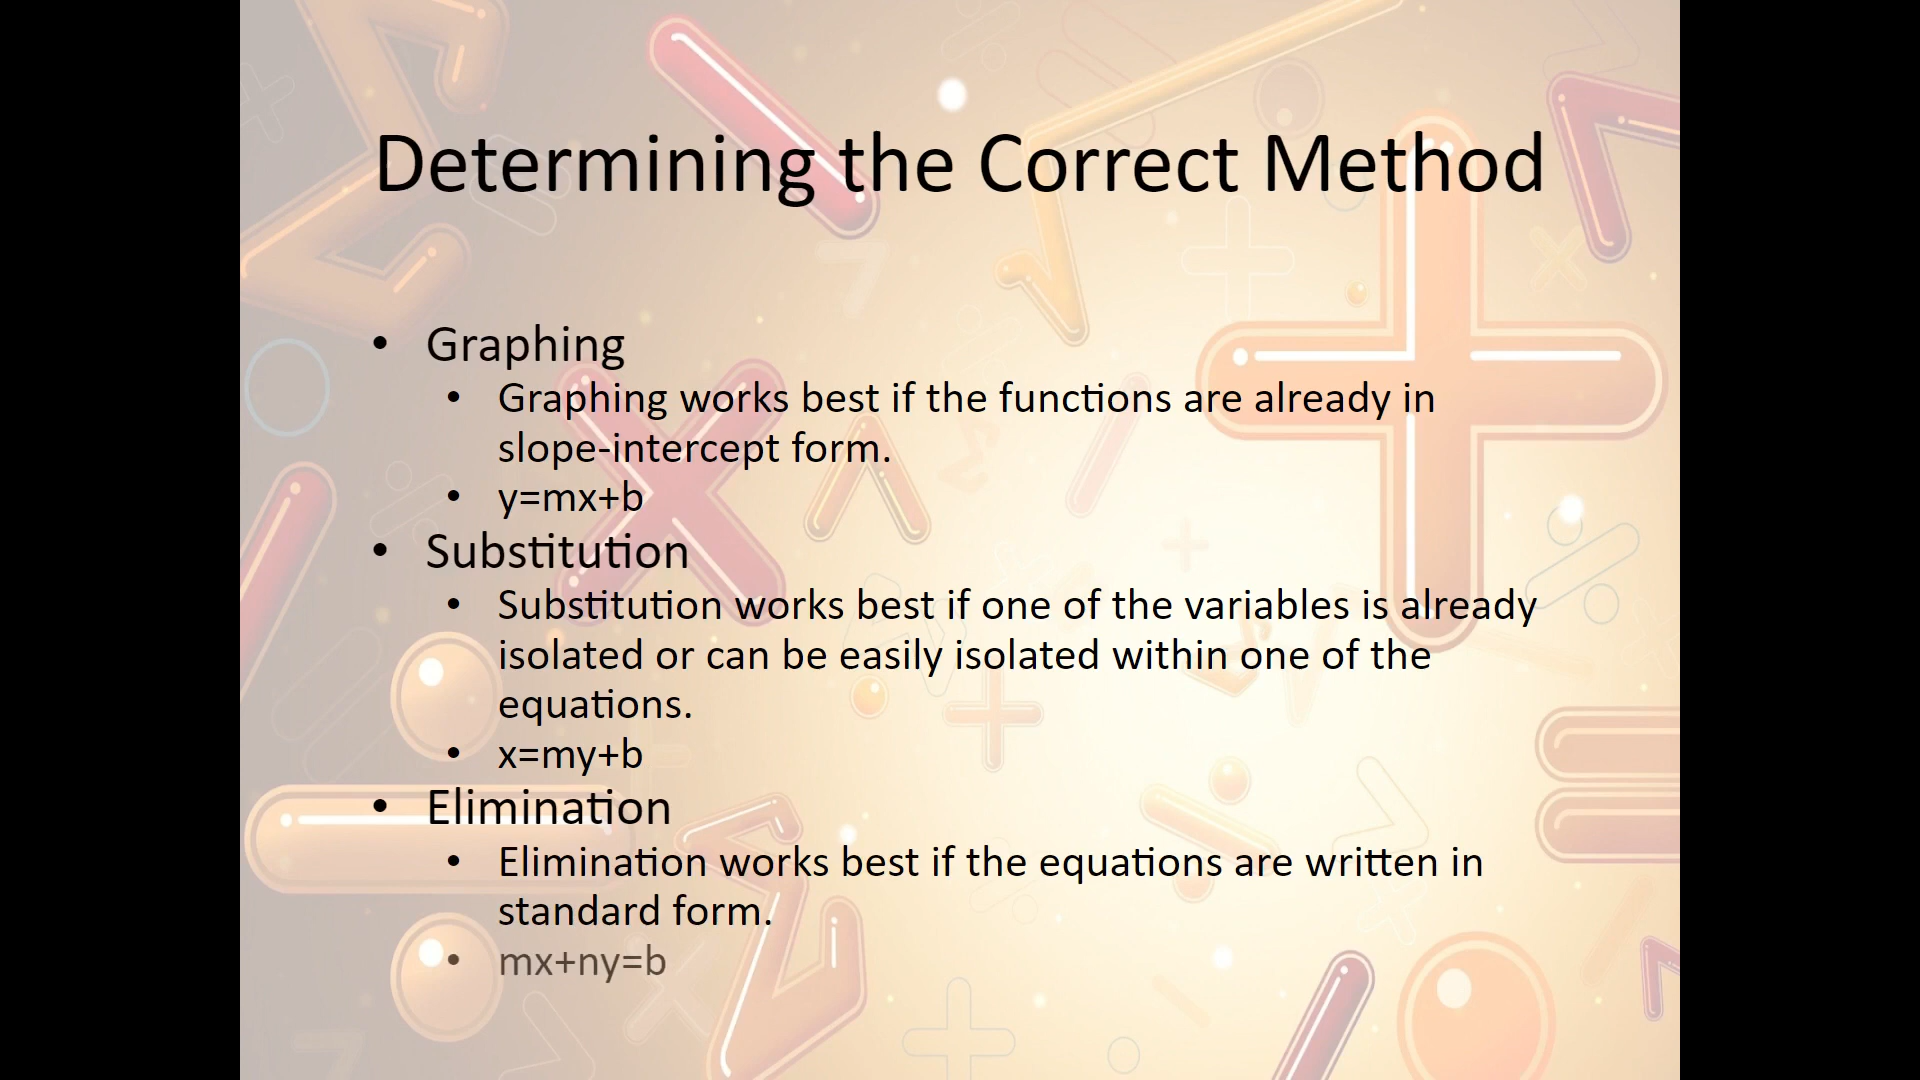 Determining the Correct Method
• Graphing
• Graphing works best if the functions are already in
slope-intercept form.
• y=mx+b
• Substitution
• Substitution works best if one of the variables is already
isolated or can be easily isolated within one of the
equations.
• x=my+b
• Elimination
• Elimination works best if the equations are written in
standard form.
• mx+ny=b